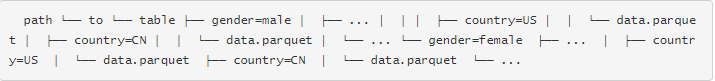 path └── to └── table ├── gender=male │ ├── ... │ │ │ ├── country=US │ │ └── data.parque
t │ ├── country=CN │ │ └── data.parquet │ └── ... └── gender=female ├── ... │ ├── countr
y=US │ └── data.parquet ├── country=CN │ └── data.parquet └── ...